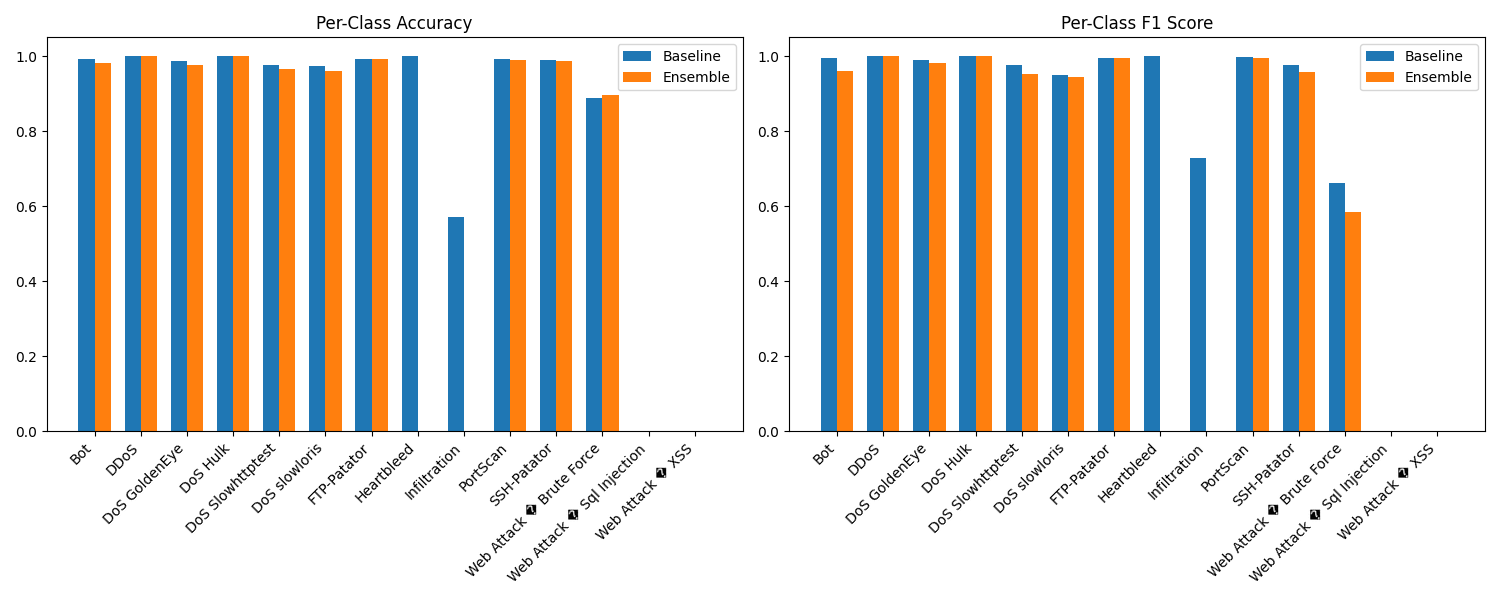 Per-Class Accuracy
1.0
0.8
0.6
0.4
0.2
0.0
Baseline
Ensemble
Bot
DDoS
DoS GoldenEye
DoS Hulk
DoS Slowhttptest
DoS slowloris
FTP-Patator
Heartbleed
Infiltration
PortScan
SSH-Patator
Web Attack � Brute Force
Web Attack � Sql Injection
Web Attack � XSS
Per-Class F1 Score
1.0
0.8
0.6
0.4
0.2
0.0
Baseline
Ensemble
Bot
DDoS
DoS GoldenEye
DoS Hulk
DoS Slowhttptest
DoS slowloris
FTP-Patator
Heartbleed
Infiltration
PortScan
SSH-Patator
Web Attack � Brute Force
Web Attack � Sql Injection
Web Attack � XSS